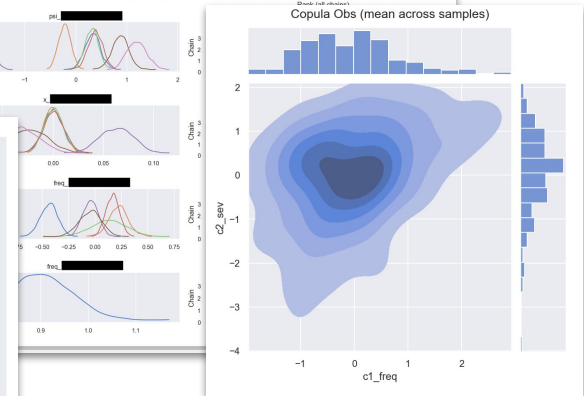 Rank (all chains)
psi_
Chain
3
2
1
0
-1 0 1 2
x_
Chain
3
2
1
0
0.00 0.05 0.10
freq_
Chain
3
2
1
0
-0.50 -0.25 0.00 0.25 0.50 0.75
freq_
Chain
3
2
1
0
0.9 1.0 1.1
Copula Obs (mean across samples)
c2_sev
2
1
0
−1
−2
−3
−4
−1 0 1 2
c1_freq